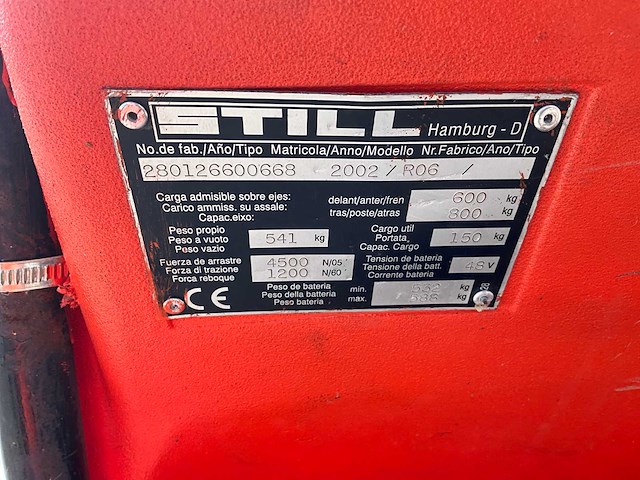 STILL Hamburg - D
No.de fab./Año/Tipo Matricola/Anno/Modello Nr.Fabrico/Ano/Tipo
280126600668 2002 / R06 /
Carga admisible sobre ejes:
Carico ammiss. su assale:
Capac.eixo:
delant/anter/fren 600 kg
tras/poste/atras 800 kg
Peso propio
Peso a vuoto
Peso vazio
541 kg
Cargo util
Portata
Capac. Cargo
150 kg
Fuerza de arrastre
Forza di trazione
Força reboque
4500 N/05'
1200 N/60'
Tension de bateria
Tensione della batt.
Corrente bateria
48 V
CE
Peso de bateria
Peso della bateria
Peso bateria
min. 532 kg
max. 588 kg